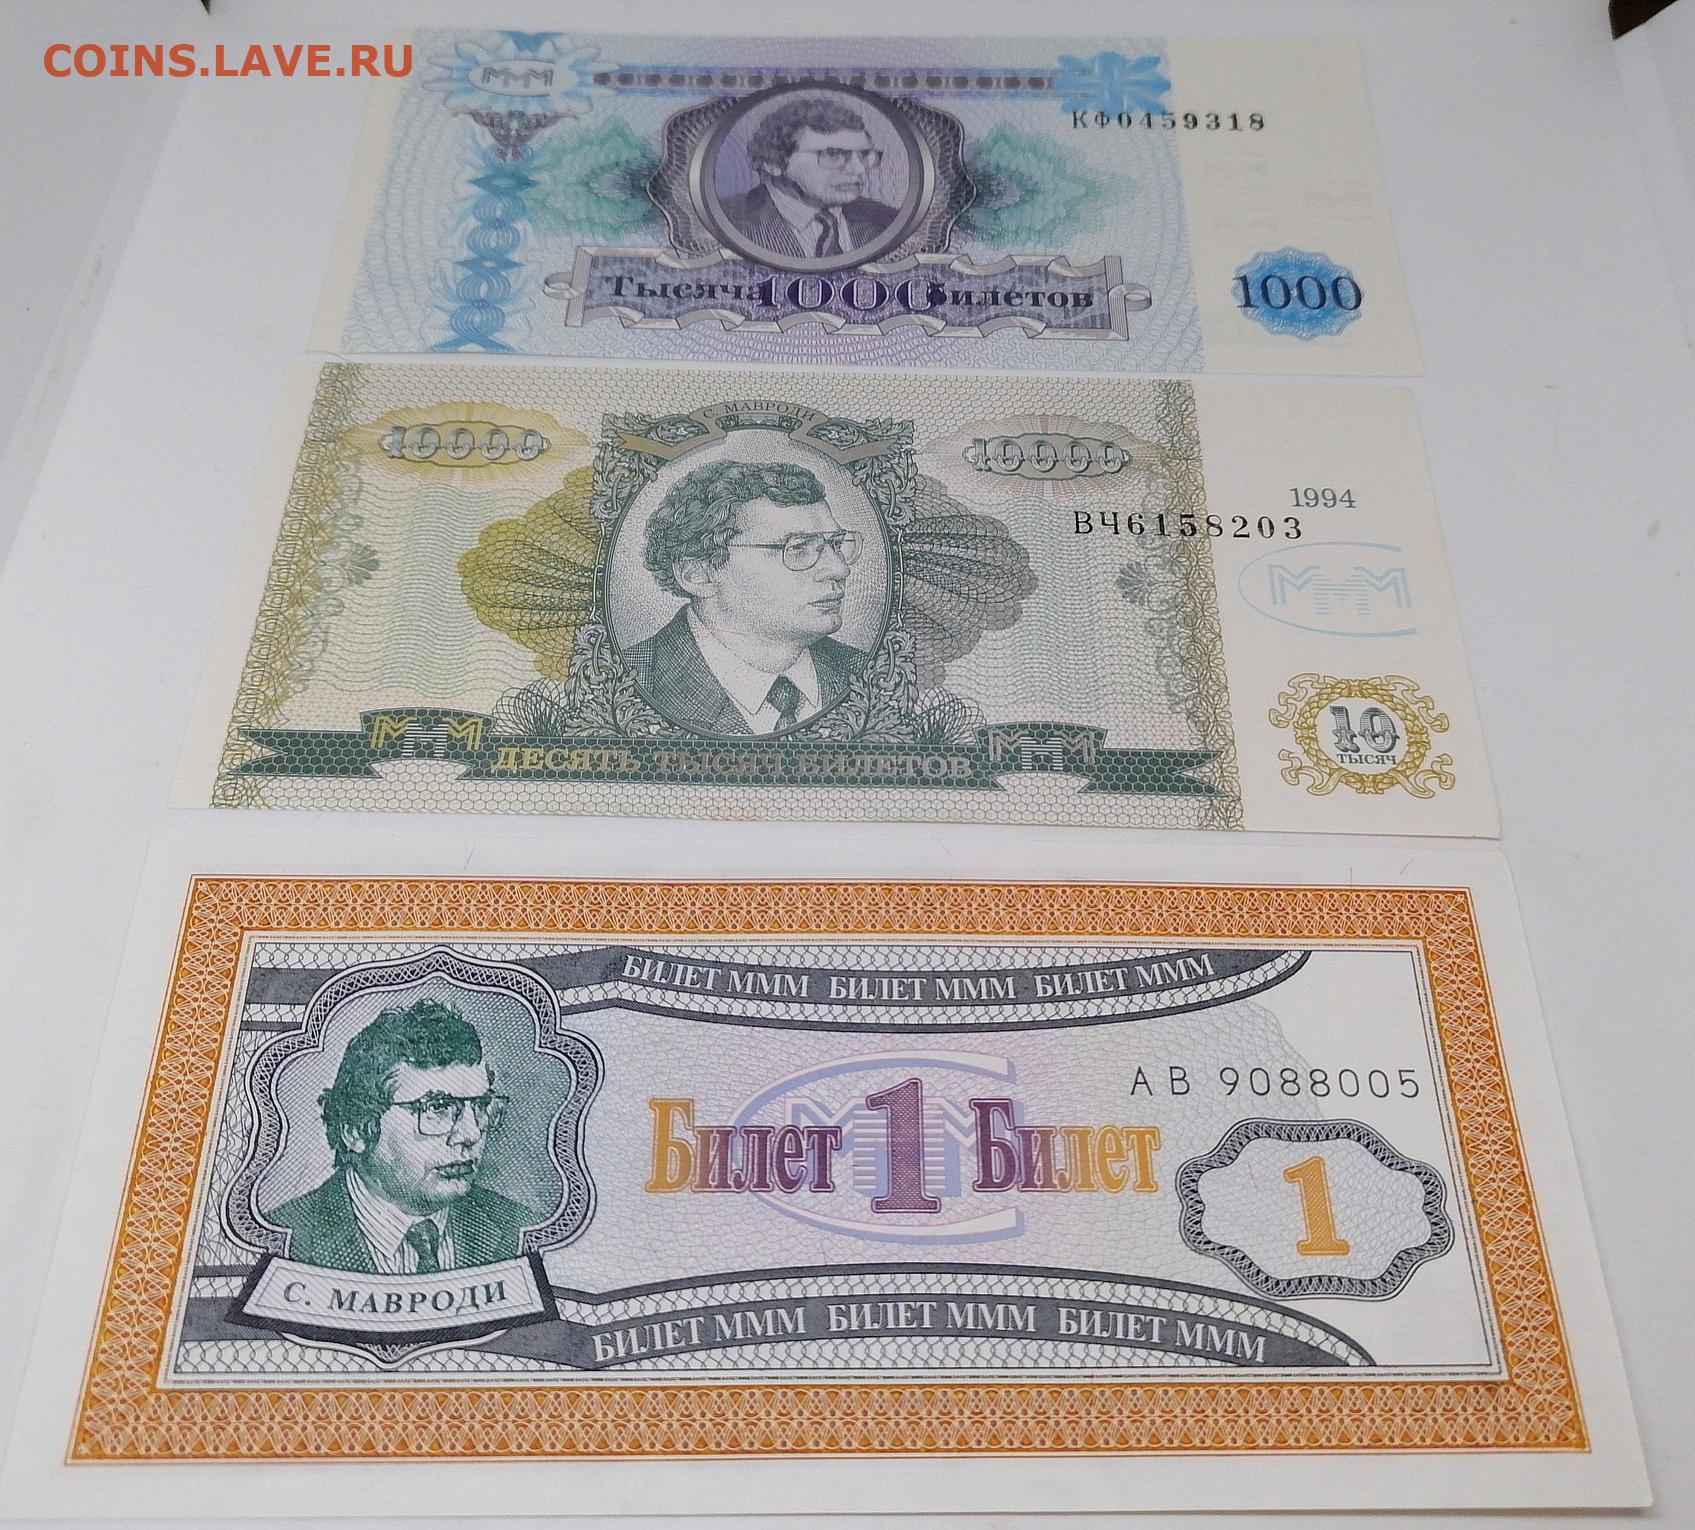 COINS.LAVE.RU
МММ
КФ0459318
Тысяча 1000 билетов
1000
С. МАВРОДИ
10000
10000
1994
ВЧ6158203
МММ
МММ
ДЕСЯТЬ ТЫСЯЧ БИЛЕТОВ
МММ
10
ТЫСЯЧ
БИЛЕТ МММ БИЛЕТ МММ БИЛЕТ МММ
АВ 9088005
МММ
Билет 1 Билет
1
С. МАВРОДИ
БИЛЕТ МММ БИЛЕТ МММ БИЛЕТ МММ